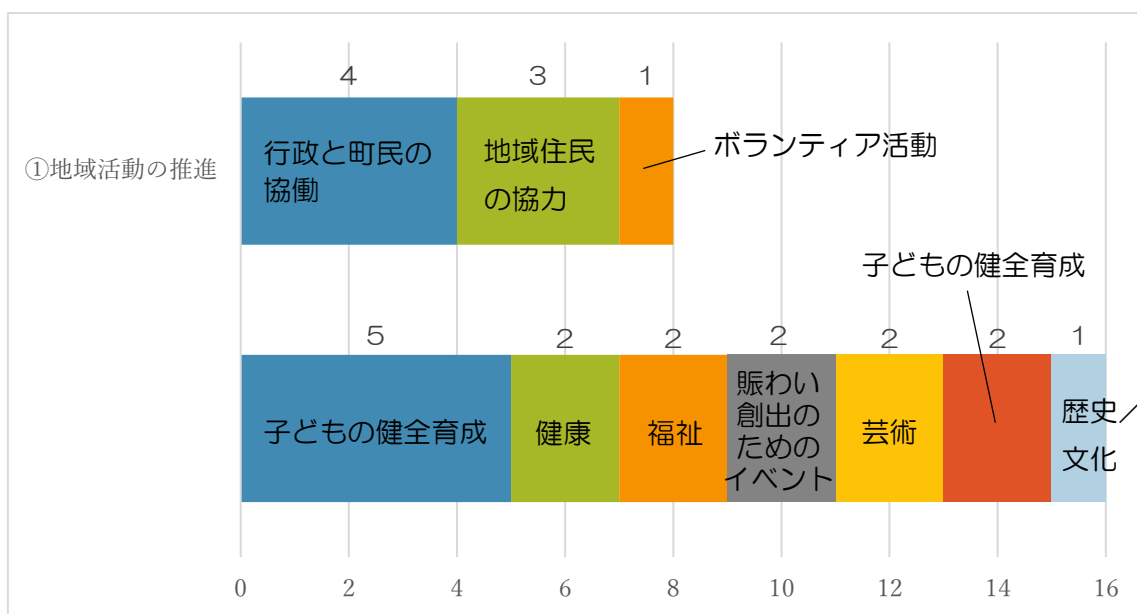 4 3 1
①地域活動の推進
行政と町民の
協働
地域住民
の協力
ボランティア活動
子どもの健全育成
5 2 2 2 2 2 1
子どもの健全育成
健康
福祉
賑わい
創出の
ための
イベント
芸術
歴史／
文化
0 2 4 6 8 10 12 14 16